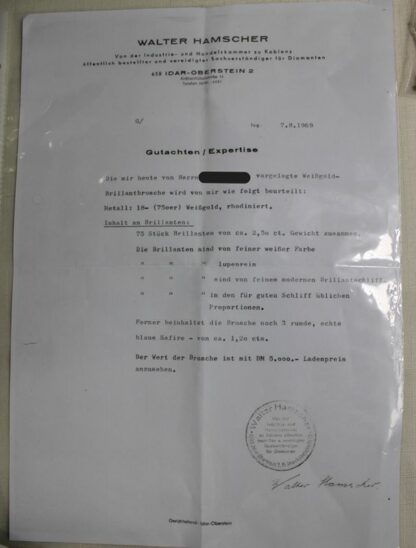 WALTER HAMSCHER
Von der Industrie- und Handelskammer zu Koblenz
öffentlich bestellter und vereidigter Sachverständiger für Diamanten
658 IDAR-OBERSTEIN 2
G/ 7.8.1968
Gutachten/Expertise
Die mir heute von Herrn vorgelegte Weißgold-
Brillantbrosche wird von mir wie folgt beurteilt:
Metall: 18- (750er) Weißgold, rhodiniert.
Inhalt an Brillanten:
75 Stück Brillanten von ca. 2,50 ct. Gewicht zusammen.
Die Brillanten sind von feiner weißer Farbe
" " " lupenrein
" " " sind von feinem modernen Brillantschliff
" " " in den für guten Schliff üblichen
Proportionen.
Ferner beinhaltet die Brosche noch 3 runde, echte
blaue Safire - von ca. 1,20 cts.
Der Wert der Brosche ist mit DM 5.000.- Ladenpreis
anzusehen.
Walter Hamscher
Walter Hamscher